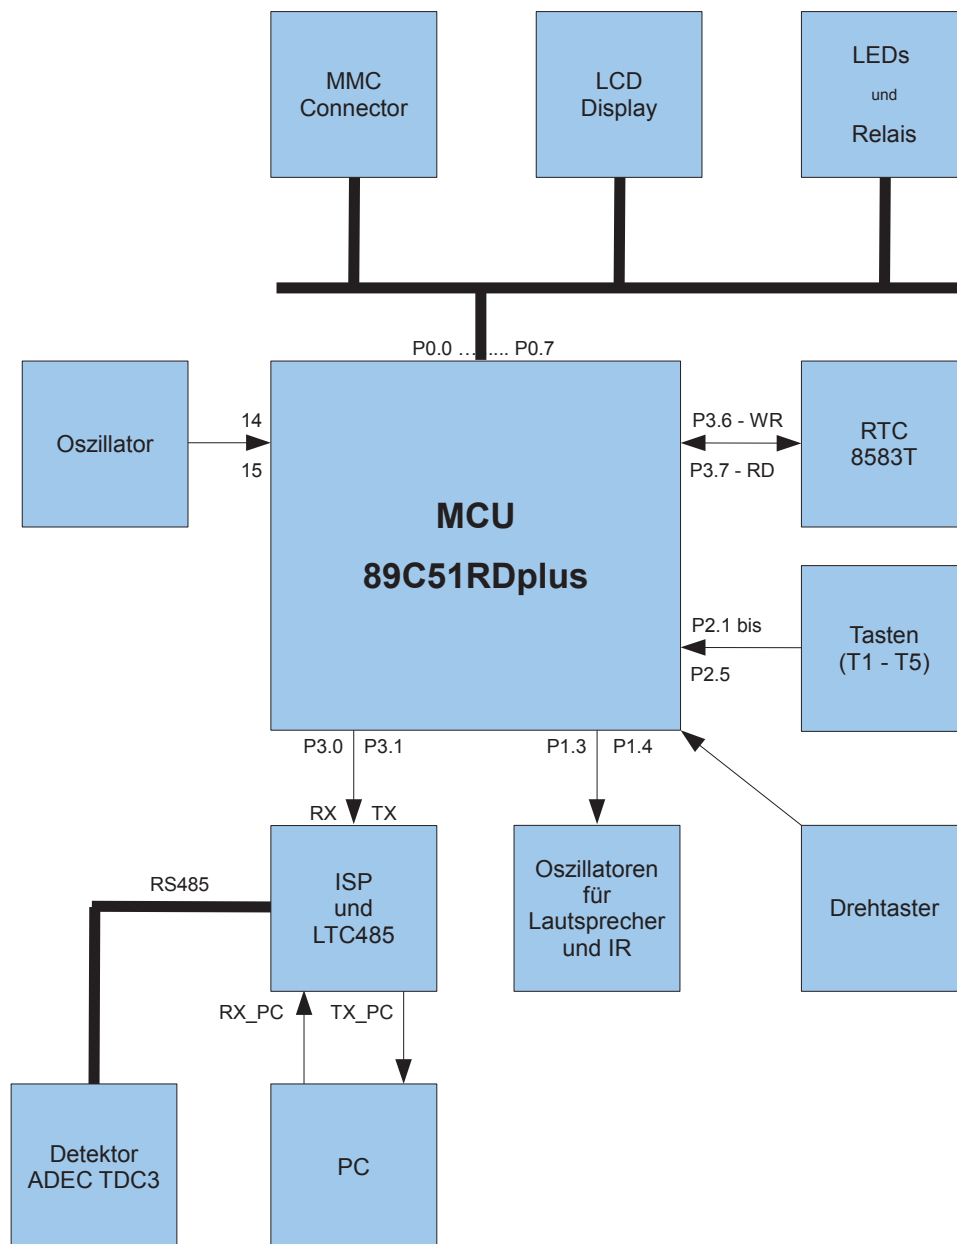 MMC
Connector
LCD
Display
LEDs
und
Relais
P0.0 ........ P0.7
Oszillator
14
15
MCU
89C51RDplus
P3.6 - WR
P3.7 - RD
RTC
8583T
P2.1 bis
P2.5
Tasten
(T1 - T5)
P3.0 P3.1
P1.3 P1.4
RX TX
RS485
ISP
und
LTC485
Oszillatoren
für
Lautsprecher
und IR
Drehtaster
RX_PC TX_PC
Detektor
ADEC TDC3
PC